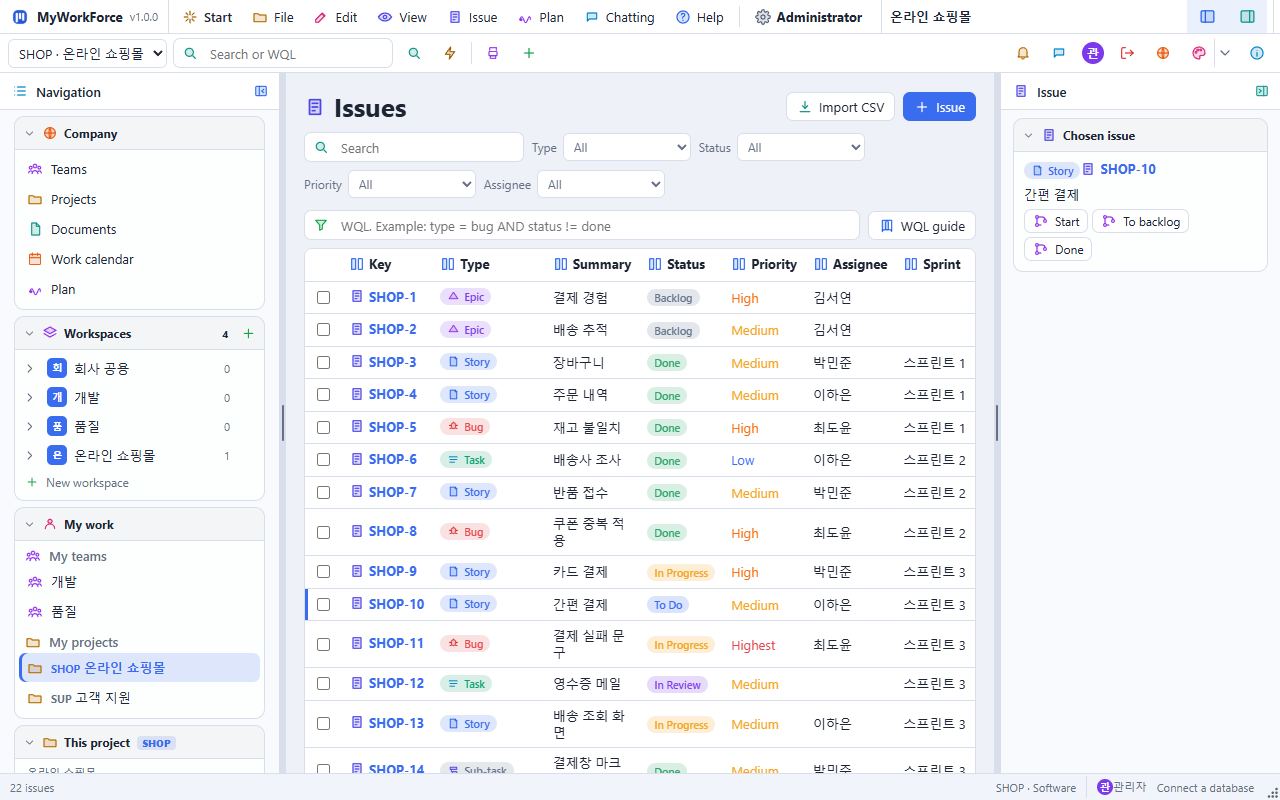 MyWorkForce v1.0.0 Start File Edit View Issue Plan Chatting Help Administrator 온라인 쇼핑몰
SHOP · 온라인 쇼핑몰 Search or WQL 관
Navigation
Company
Teams
Projects
Documents
Work calendar
Plan
Workspaces 4
회 회사 공용 0
개 개발 0
품 품질 0
온 온라인 쇼핑몰 1
New workspace
My work
My teams
개발
품질
My projects
SHOP 온라인 쇼핑몰
SUP 고객 지원
This project SHOP
온라인 쇼핑몰
Issues Import CSV Issue
Search Type All Status All
Priority All Assignee All
WQL. Example: type = bug AND status != done WQL guide
Key Type Summary Status Priority Assignee Sprint
SHOP-1 Epic 결제 경험 Backlog High 김서연
SHOP-2 Epic 배송 추적 Backlog Medium 김서연
SHOP-3 Story 장바구니 Done Medium 박민준 스프린트 1
SHOP-4 Story 주문 내역 Done Medium 이하은 스프린트 1
SHOP-5 Bug 재고 불일치 Done High 최도윤 스프린트 1
SHOP-6 Task 배송사 조사 Done Low 이하은 스프린트 2
SHOP-7 Story 반품 접수 Done Medium 박민준 스프린트 2
SHOP-8 Bug 쿠폰 중복 적용 Done High 최도윤 스프린트 2
SHOP-9 Story 카드 결제 In Progress High 박민준 스프린트 3
SHOP-10 Story 간편 결제 To Do Medium 이하은 스프린트 3
SHOP-11 Bug 결제 실패 문구 In Progress Highest 최도윤 스프린트 3
SHOP-12 Task 영수증 메일 In Review Medium 스프린트 3
SHOP-13 Story 배송 조회 화면 In Progress Medium 이하은 스프린트 3
SHOP-14 Sub-task 결제창 마크 Done Medium 박민준 스프린트 3
Issue
Chosen issue
Story SHOP-10
간편 결제
Start To backlog
Done
22 issues SHOP · Software 관 관리자 Connect a database